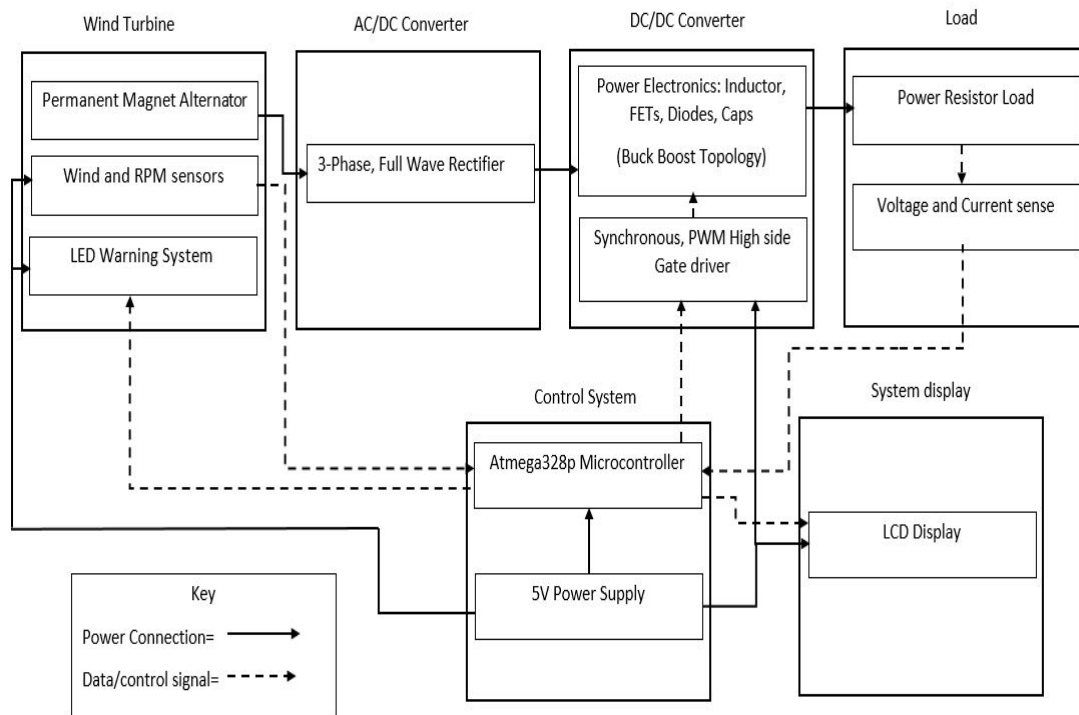 Wind Turbine
AC/DC Converter
DC/DC Converter
Load
Permanent Magnet Alternator
Wind and RPM sensors
LED Warning System
3-Phase, Full Wave Rectifier
Power Electronics: Inductor,
FETs, Diodes, Caps
(Buck Boost Topology)
Synchronous, PWM High side
Gate driver
Power Resistor Load
Voltage and Current sense
Control System
System display
Atmega328p Microcontroller
5V Power Supply
LCD Display
Key
Power Connection=
Data/control signal=